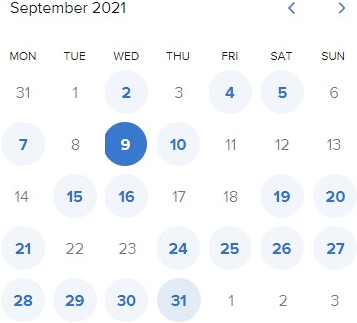 September 2021
MON TUE WED THU FRI SAT SUN
31 1 2 3 4 5 6
7 8 9 10 11 12 13
14 15 16 17 18 19 20
21 22 23 24 25 26 27
28 29 30 31 1 2 3